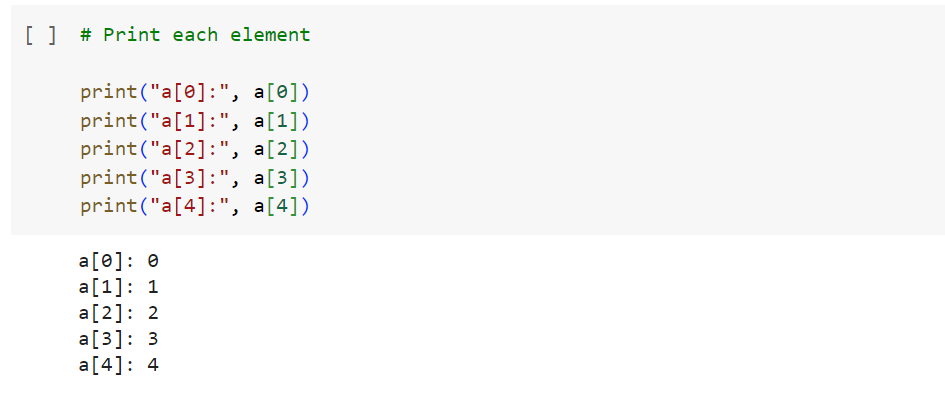 [ ] # Print each element
print("a[0]:", a[0])
print("a[1]:", a[1])
print("a[2]:", a[2])
print("a[3]:", a[3])
print("a[4]:", a[4])
a[0]: 0
a[1]: 1
a[2]: 2
a[3]: 3
a[4]: 4